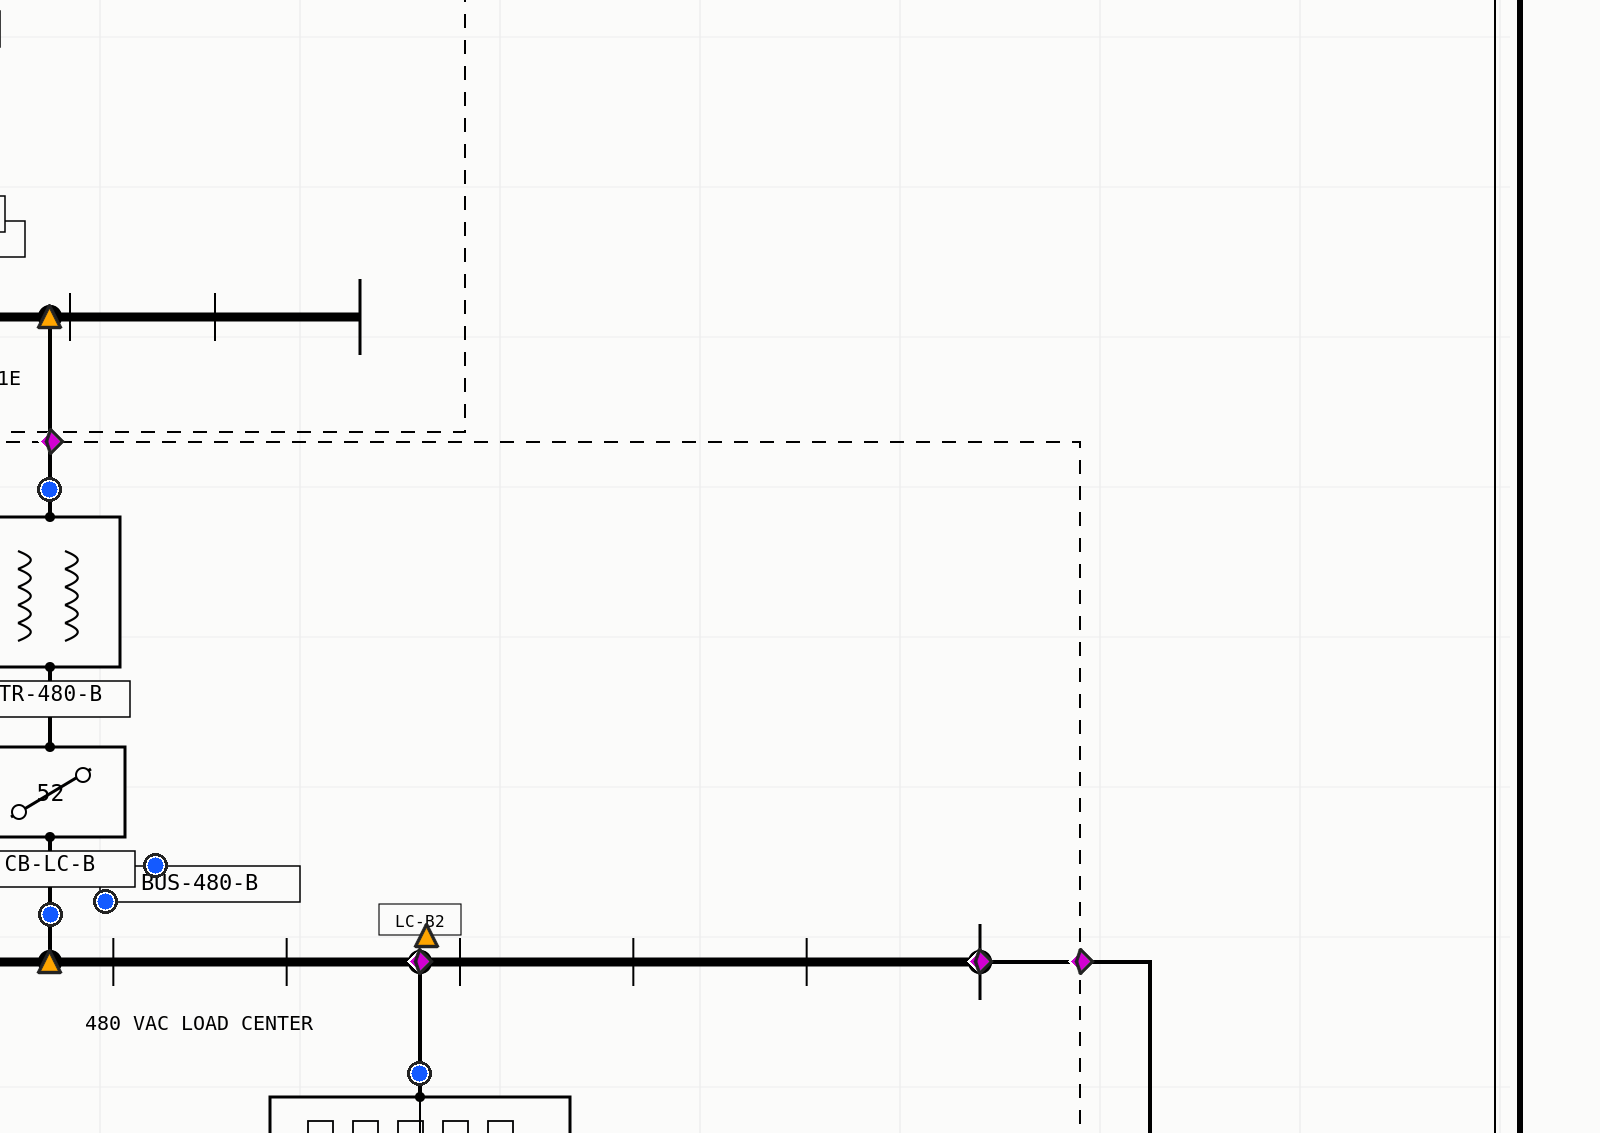 1E
TR-480-B
52
CB-LC-B
BUS-480-B
LC-B2
480 VAC LOAD CENTER